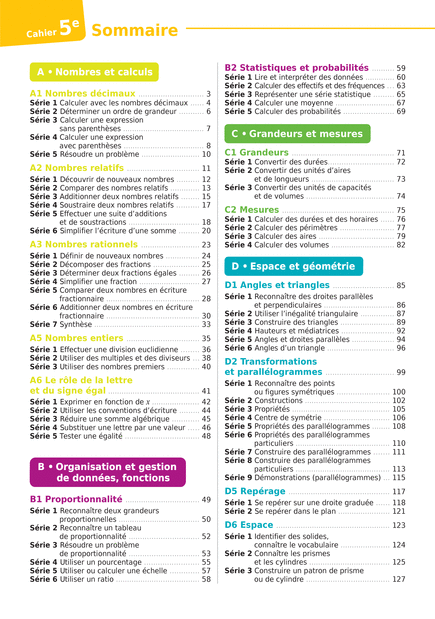 Cahier 5e Sommaire
A • Nombres et calculs
A1 Nombres décimaux 3
Série 1 Calculer avec les nombres décimaux 4
Série 2 Déterminer un ordre de grandeur 6
Série 3 Calculer une expression
sans parenthèses 7
Série 4 Calculer une expression
avec parenthèses 8
Série 5 Résoudre un problème 10
A2 Nombres relatifs 11
Série 1 Découvrir de nouveaux nombres 12
Série 2 Comparer des nombres relatifs 13
Série 3 Additionner deux nombres relatifs 15
Série 4 Soustraire deux nombres relatifs 17
Série 5 Effectuer une suite d'additions
et de soustractions 18
Série 6 Simplifier l'écriture d'une somme 20
A3 Nombres rationnels 23
Série 1 Définir de nouveaux nombres 24
Série 2 Décomposer des fractions 25
Série 3 Déterminer deux fractions égales 26
Série 4 Simplifier une fraction 27
Série 5 Comparer deux nombres en écriture
fractionnaire 28
Série 6 Additionner deux nombres en écriture
fractionnaire 30
Série 7 Synthèse 33
A5 Nombres entiers 35
Série 1 Effectuer une division euclidienne 36
Série 2 Utiliser des multiples et des diviseurs 38
Série 3 Utiliser des nombres premiers 40
A6 Le rôle de la lettre
et du signe égal 41
Série 1 Exprimer en fonction de x 42
Série 2 Utiliser les conventions d'écriture 44
Série 3 Réduire une somme algébrique 45
Série 4 Substituer une lettre par une valeur 46
Série 5 Tester une égalité 48
B • Organisation et gestion
de données, fonctions
B1 Proportionnalité 49
Série 1 Reconnaître deux grandeurs
proportionnelles 50
Série 2 Reconnaître un tableau
de proportionnalité 52
Série 3 Résoudre un problème
de proportionnalité 53
Série 4 Utiliser un pourcentage 55
Série 5 Utiliser ou calculer une échelle 57
Série 6 Utiliser un ratio 58
B2 Statistiques et probabilités 59
Série 1 Lire et interpréter des données 60
Série 2 Calculer des effectifs et des fréquences 63
Série 3 Représenter une série statistique 65
Série 4 Calculer une moyenne 67
Série 5 Calculer des probabilités 69
C • Grandeurs et mesures
C1 Grandeurs 71
Série 1 Convertir des durées 72
Série 2 Convertir des unités d'aires
et de longueurs 73
Série 3 Convertir des unités de capacités
et de volumes 74
C2 Mesures 75
Série 1 Calculer des durées et des horaires 76
Série 2 Calculer des périmètres 77
Série 3 Calculer des aires 79
Série 4 Calculer des volumes 82
D • Espace et géométrie
D1 Angles et triangles 85
Série 1 Reconnaître des droites parallèles
et perpendiculaires 86
Série 2 Utiliser l'inégalité triangulaire 87
Série 3 Construire des triangles 89
Série 4 Hauteurs et médiatrices 92
Série 5 Angles et droites parallèles 94
Série 6 Angles d'un triangle 96
D2 Transformations
et parallélogrammes 99
Série 1 Reconnaître des points
ou figures symétriques 100
Série 2 Constructions 102
Série 3 Propriétés 105
Série 4 Centre de symétrie 106
Série 5 Propriétés des parallélogrammes 108
Série 6 Propriétés des parallélogrammes
particuliers 110
Série 7 Construire des parallélogrammes 111
Série 8 Construire des parallélogrammes
particuliers 113
Série 9 Démonstrations (parallélogrammes) 115
D5 Repérage 117
Série 1 Se repérer sur une droite graduée 118
Série 2 Se repérer dans le plan 121
D6 Espace 123
Série 1 Identifier des solides,
connaître le vocabulaire 124
Série 2 Connaître les prismes
et les cylindres 125
Série 3 Construire un patron de prisme
ou de cylindre 127